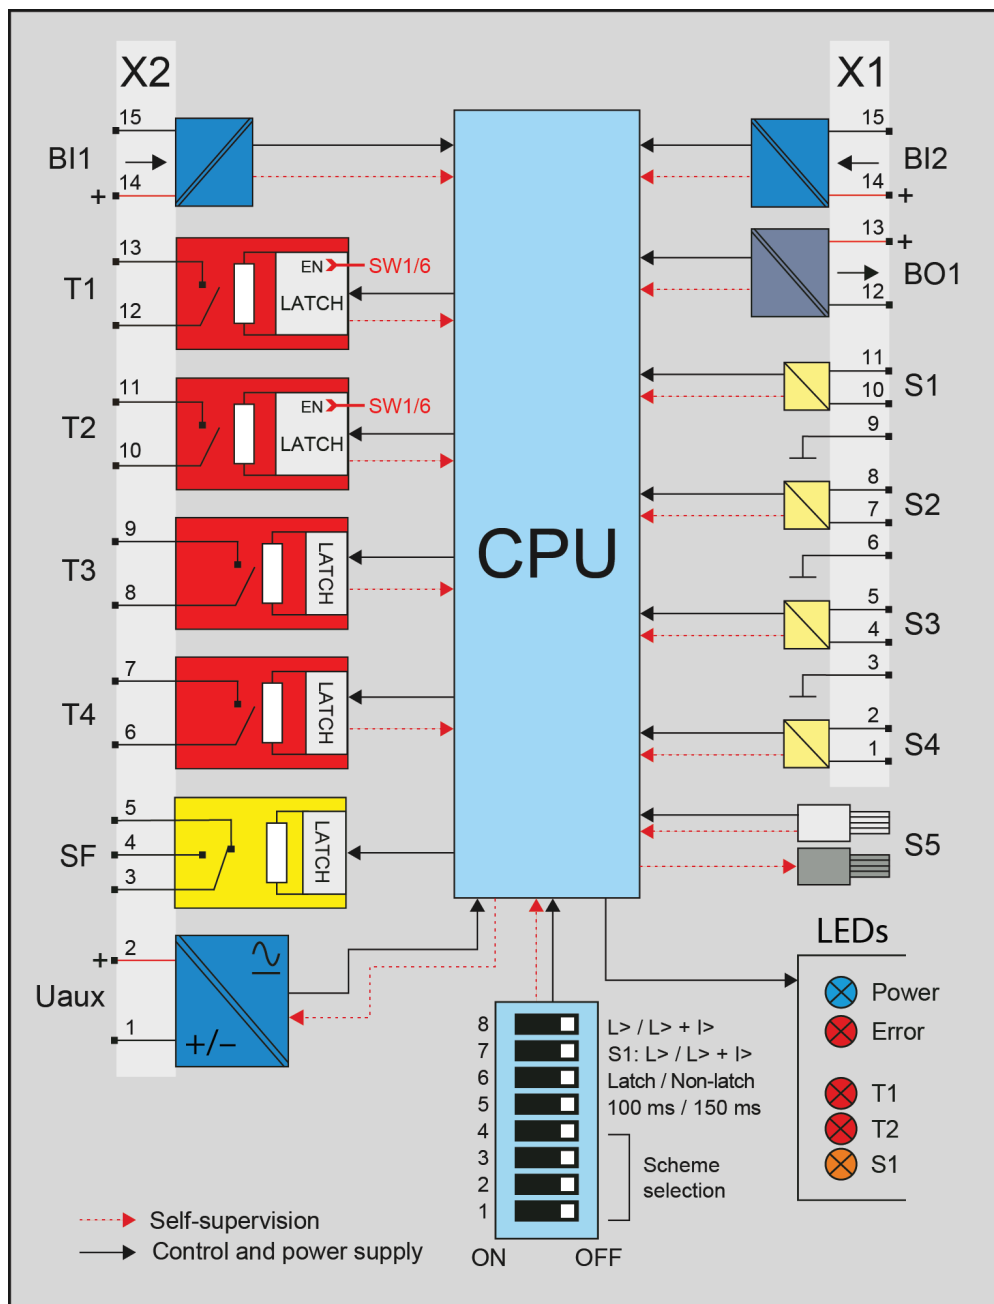 X2
X1
15
BI1
14
+
15
BI2
14
+
13
T1
12
EN
SW1/6
LATCH
13
+
BO1
12
11
T2
10
EN
SW1/6
LATCH
11
S1
10
9
9
T3
8
LATCH
8
S2
7
6
CPU
7
T4
6
LATCH
5
S3
4
3
2
S4
1
5
SF
4
3
LATCH
S5
2
+
Uaux
1
+/−
LEDs
Power
Error
T1
T2
S1
8 L> / L> + I>
7 S1: L> / L> + I>
6 Latch / Non-latch
5 100 ms / 150 ms
4
3
2
1
Scheme
selection
ON OFF
Self-supervision
Control and power supply